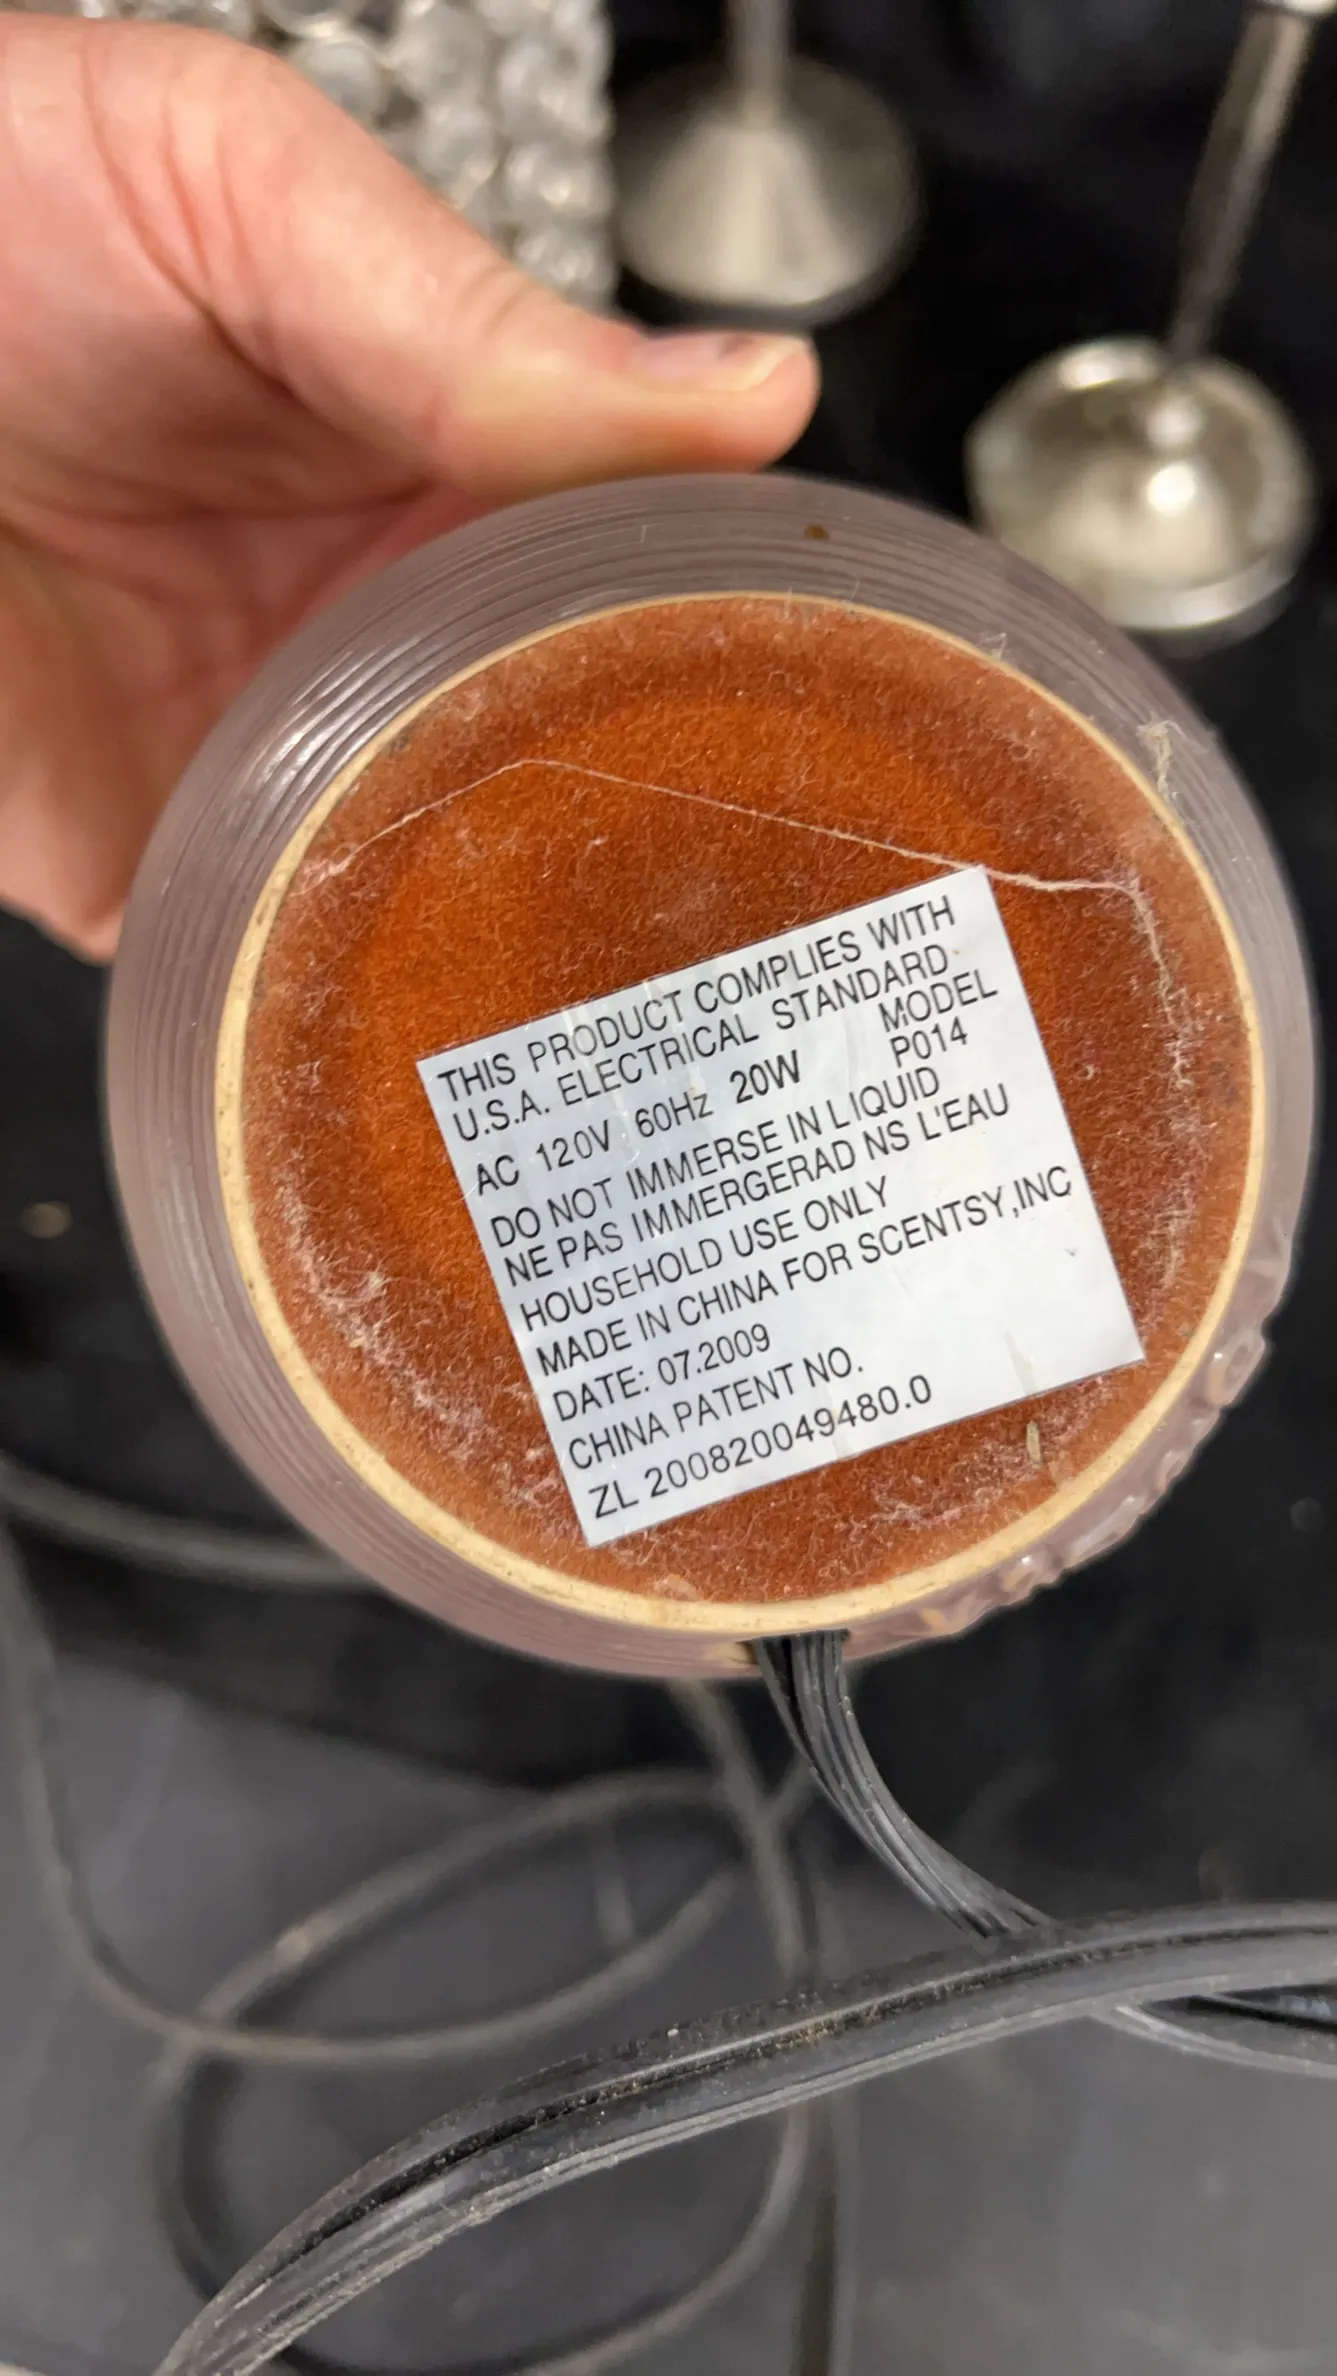 THIS PRODUCT COMPLIES WITH
U.S.A. ELECTRICAL STANDARD
MODEL
AC 120V 60Hz 20W P014
DO NOT IMMERSE IN LIQUID
NE PAS IMMERGERAD NS L'EAU
HOUSEHOLD USE ONLY
MADE IN CHINA FOR SCENTSY,INC
DATE: 07.2009
CHINA PATENT NO.
ZL 200820049480.0